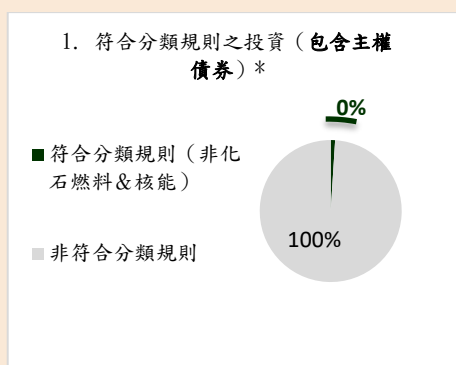 1. 符合分類規則之投資（包含主權
債券）*
0%
■ 符合分類規則（非化
石燃料＆核能）
100%
■ 非符合分類規則